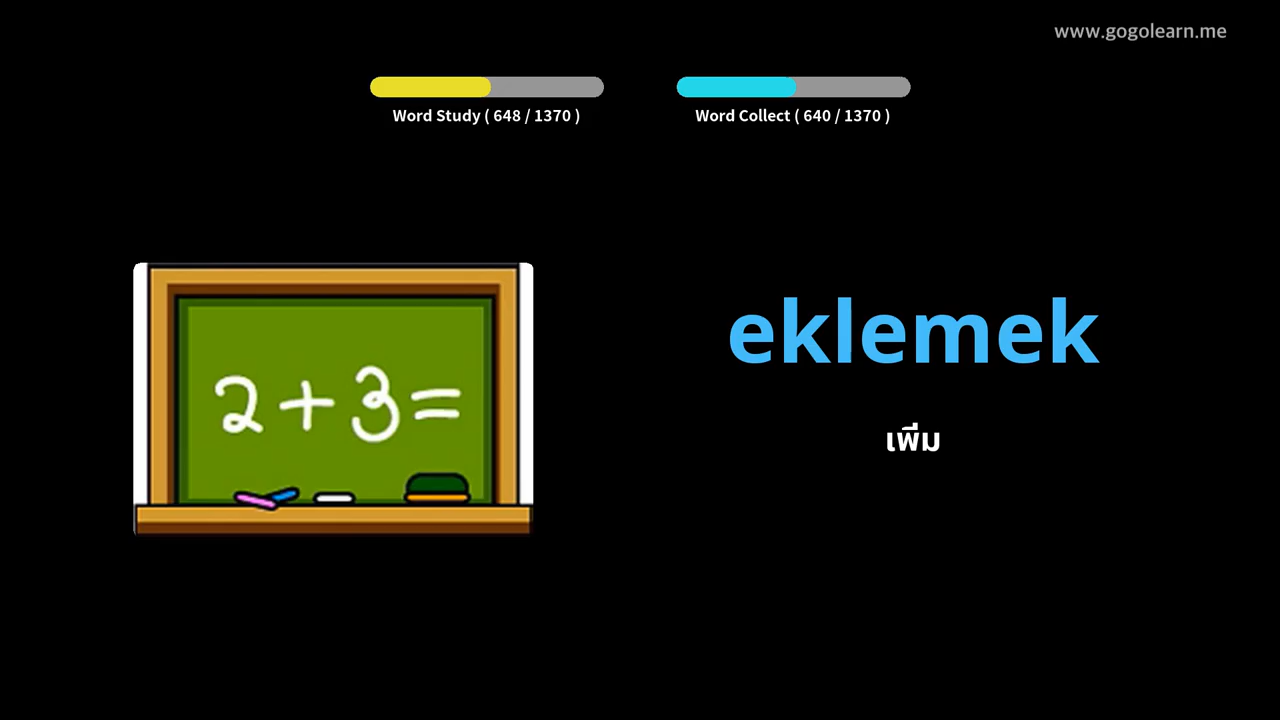 www.gogolearn.me
Word Study ( 648 / 1370 )
Word Collect ( 640 / 1370 )
2 + 3 =
eklemek
เพิ่ม